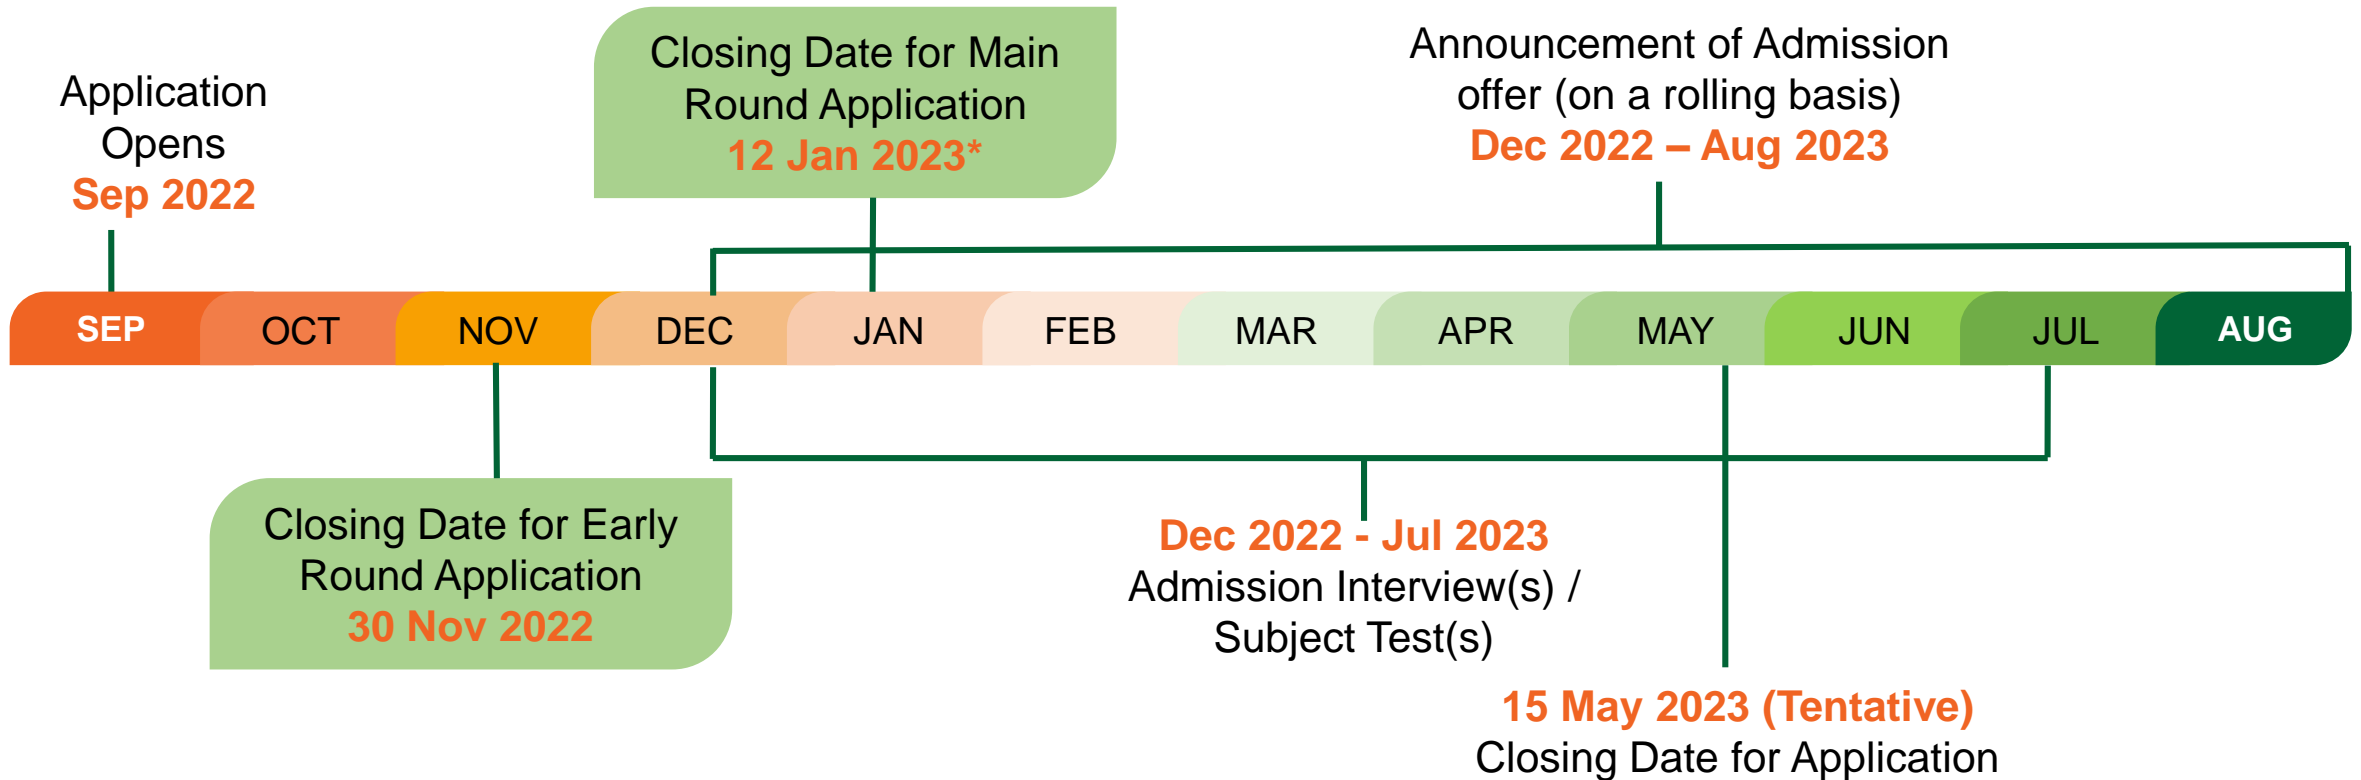 Application
Opens
Sep 2022
Closing Date for Main
Round Application
12 Jan 2023*
Announcement of Admission
offer (on a rolling basis)
Dec 2022 – Aug 2023
SEP
OCT
NOV
DEC
JAN
FEB
MAR
APR
MAY
JUN
JUL
AUG
Closing Date for Early
Round Application
30 Nov 2022
Dec 2022 - Jul 2023
Admission Interview(s) /
Subject Test(s)
15 May 2023 (Tentative)
Closing Date for Application